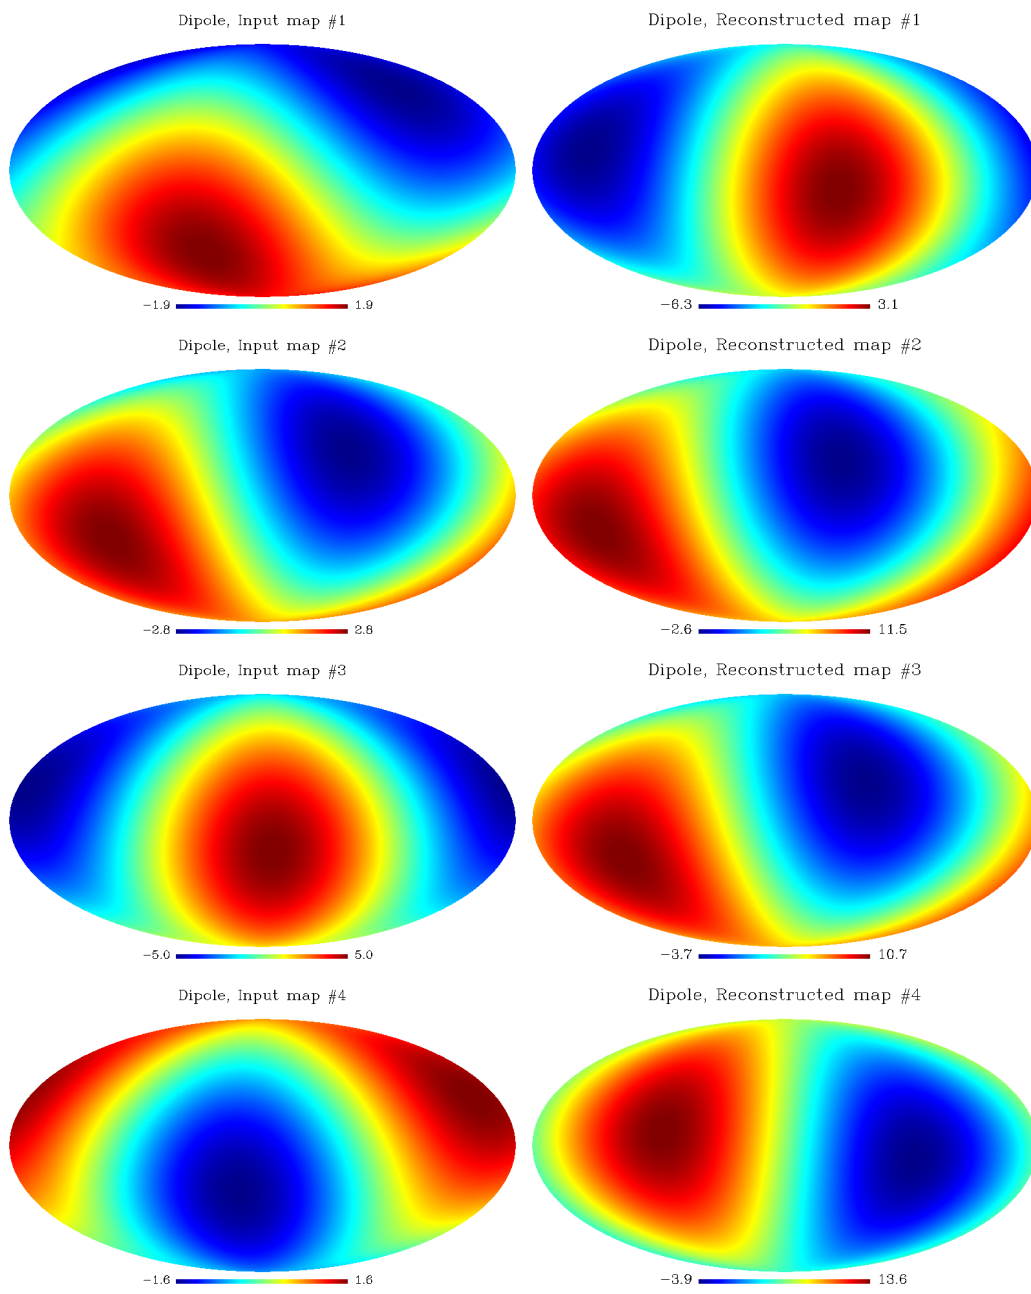 Dipole, Input map #1
Dipole, Reconstructed map #1
−1.9 1.9
−6.3 3.1
Dipole, Input map #2
Dipole, Reconstructed map #2
−2.8 2.8
−2.6 11.5
Dipole, Input map #3
Dipole, Reconstructed map #3
−5.0 5.0
−3.7 10.7
Dipole, Input map #4
Dipole, Reconstructed map #4
−1.6 1.6
−3.9 13.6